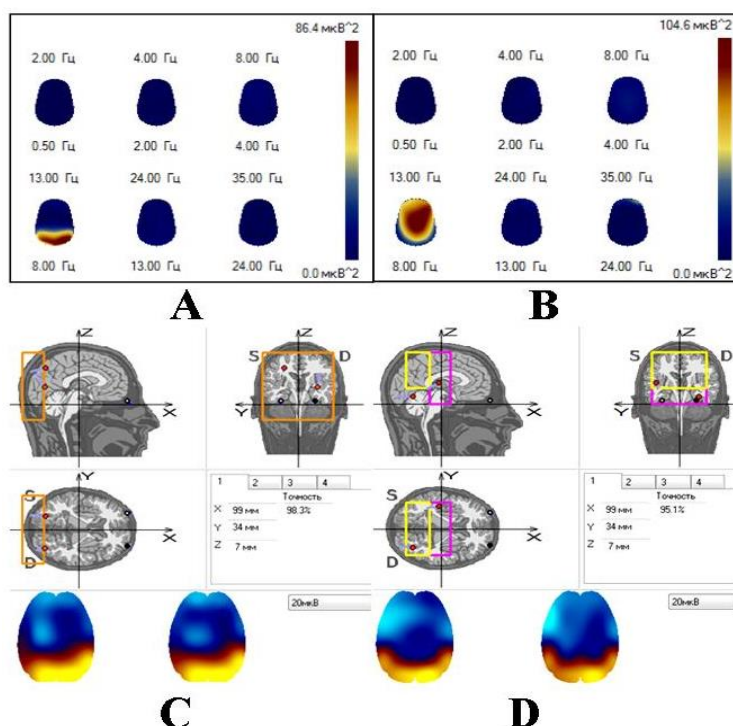 86.4 мкВ^2
2.00 Гц 4.00 Гц 8.00 Гц
0.50 Гц 2.00 Гц 4.00 Гц
13.00 Гц 24.00 Гц 35.00 Гц
8.00 Гц 13.00 Гц 24.00 Гц
0.0 мкВ^2
A
104.6 мкВ^2
2.00 Гц 4.00 Гц 8.00 Гц
0.50 Гц 2.00 Гц 4.00 Гц
13.00 Гц 24.00 Гц 35.00 Гц
8.00 Гц 13.00 Гц 24.00 Гц
0.0 мкВ^2
B
Z
X
Z
S D
Y
Y
S
X
D
1 2 3 4
Точность
X 99 мм 98.3%
Y 34 мм
Z 7 мм
20мкВ
C
Z
X
Z
S D
Y
Y
S
X
D
1 2 3 4
Точность
X 99 мм 95.1%
Y 34 мм
Z 7 мм
20мкВ
D